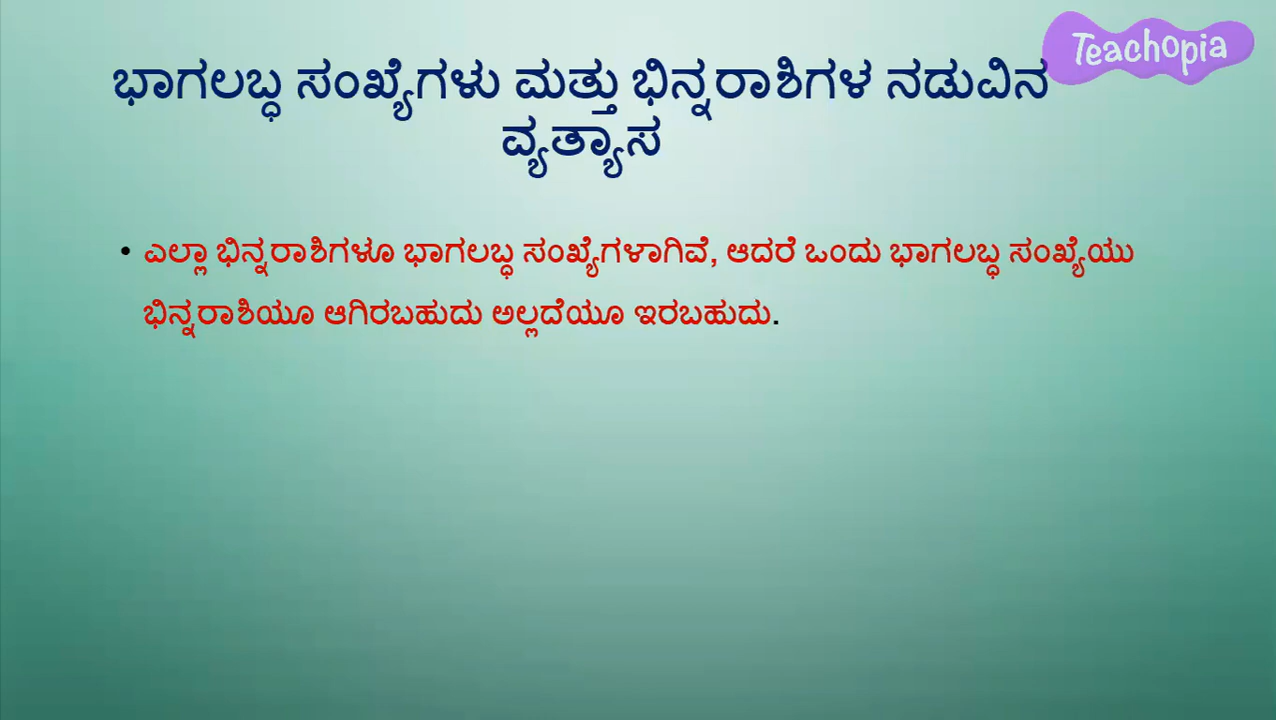 Teachopia
ಭಾಗಲಬ್ಧ ಸಂಖ್ಯೆಗಳು ಮತ್ತು ಭಿನ್ನರಾಶಿಗಳ ನಡುವಿನ
ವ್ಯತ್ಯಾಸ
• ಎಲ್ಲಾ ಭಿನ್ನರಾಶಿಗಳೂ ಭಾಗಲಬ್ಧ ಸಂಖ್ಯೆಗಳಾಗಿವೆ, ಆದರೆ ಒಂದು ಭಾಗಲಬ್ಧ ಸಂಖ್ಯೆಯು
ಭಿನ್ನರಾಶಿಯೂ ಆಗಿರಬಹುದು ಅಲ್ಲದೆಯೂ ಇರಬಹುದು.